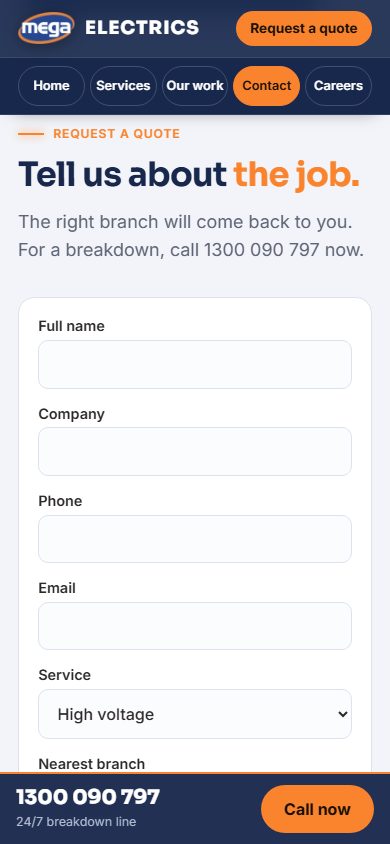 mega ELECTRICS
Request a quote
Home
Services
Our work
Contact
Careers
REQUEST A QUOTE
Tell us about the job.
The right branch will come back to you.
For a breakdown, call 1300 090 797 now.
Full name
Company
Phone
Email
Service
High voltage
Nearest branch
1300 090 797
24/7 breakdown line
Call now